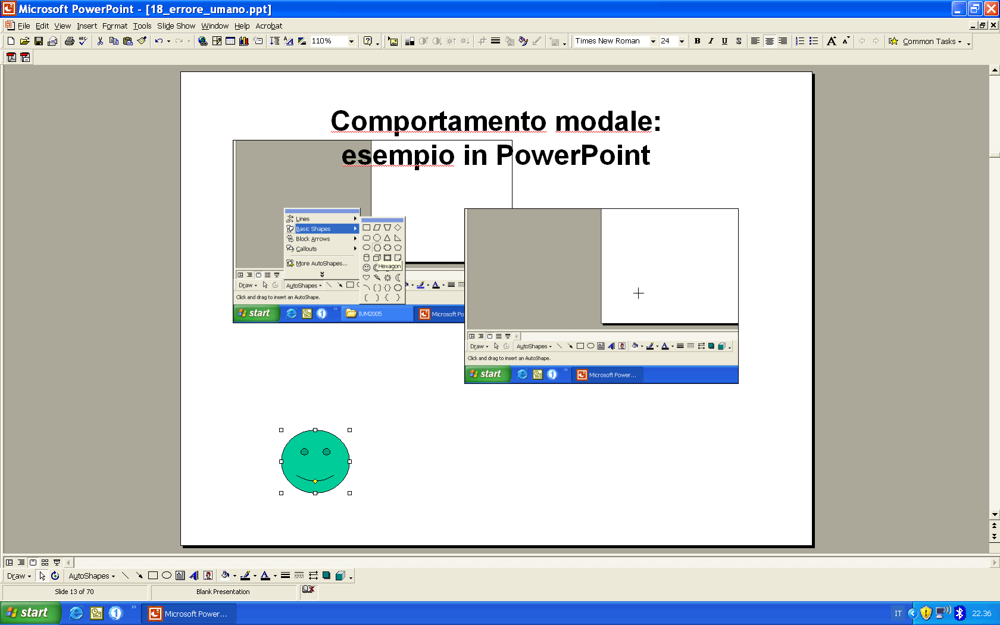 Microsoft PowerPoint - [18_errore_umano.ppt]
File Edit View Insert Format Tools Slide Show Window Help Acrobat
110% Times New Roman 24 B I U S A A Common Tasks
Comportamento modale:
esempio in PowerPoint
Lines
Basic Shapes
Block Arrows
Callouts
More AutoShapes...
Hexagon
Draw AutoShapes
Click and drag to insert an AutoShape.
start IUM2005 Microsoft Po
Draw AutoShapes
Click and drag to insert an AutoShape.
start Microsoft Power...
Draw AutoShapes
Slide 13 of 70 Blank Presentation
start Microsoft Power... IT 22.36